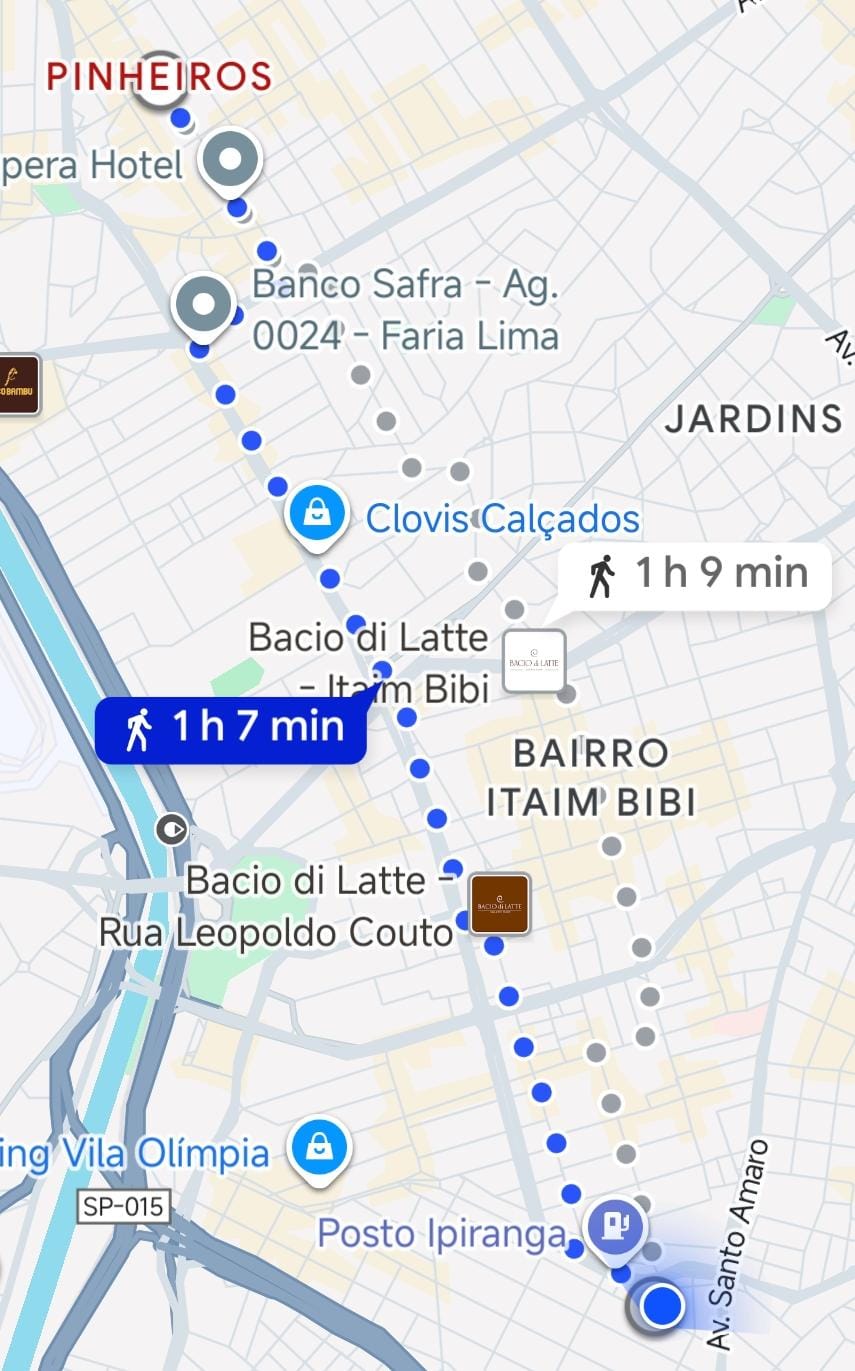 PINHEIROS
pera Hotel
Banco Safra - Ag.
0024 - Faria Lima
COBAMBU
Av.
JARDINS
Clovis Calçados
1 h 9 min
Bacio di Latte
- Itaim Bibi
BACIO di LATTE
1 h 7 min
BAIRRO
ITAIM BIBI
Bacio di Latte -
Rua Leopoldo Couto
BACIO di LATTE
ing Vila Olímpia
SP-015
Posto Ipiranga
Av. Santo Amaro